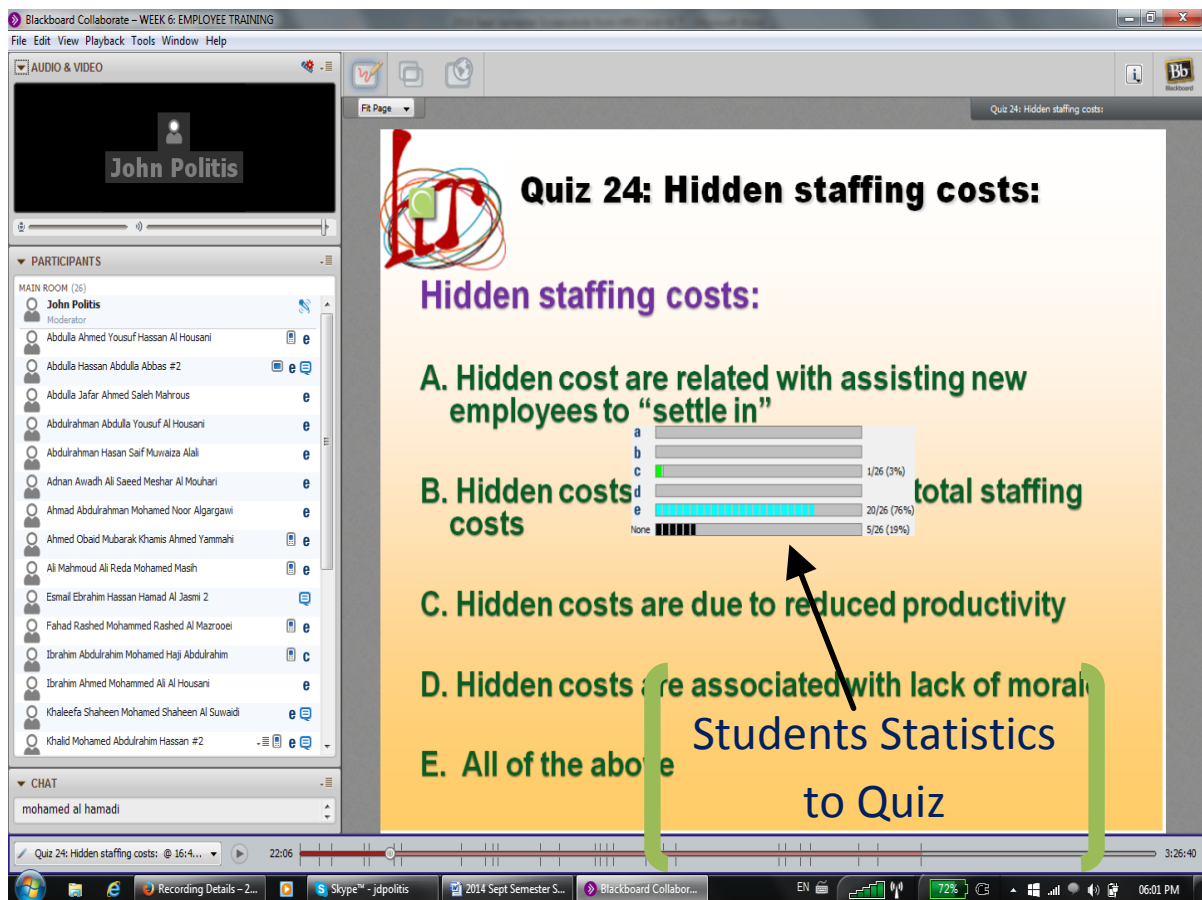 Blackboard Collaborate – WEEK 6: EMPLOYEE TRAINING
File Edit View Playback Tools Window Help
AUDIO & VIDEO
John Politis
PARTICIPANTS
MAIN ROOM (26)
John Politis
Moderator
Abdulla Ahmed Yousuf Hassan Al Housani e
Abdulla Hassan Abdulla Abbas #2 e
Abdulla Jafar Ahmed Saleh Mahrous e
Abdulrahman Abdulla Yousuf Al Housani e
Abdulrahman Hasan Saif Muwaiza Alali e
Adnan Awadh Ali Saeed Meshar Al Mouhari e
Ahmad Abdulrahman Mohamed Noor Algargawi e
Ahmed Obaid Mubarak Khamis Ahmed Yammahi e
Ali Mahmoud Ali Reda Mohamed Masih e
Esmail Ebrahim Hassan Hamad Al Jasmi 2
Fahad Rashed Mohammed Rashed Al Mazrooei e
Ibrahim Abdulrahim Mohamed Haji Abdulrahim c
Ibrahim Ahmed Mohammed Ali Al Housani e
Khaleefa Shaheen Mohamed Shaheen Al Suwaidi e
Khalid Mohamed Abdulrahim Hassan #2 e
CHAT
mohamed al hamadi
Fit Page
Quiz 24: Hidden staffing costs:
i
Bb
Blackboard
hr
Quiz 24: Hidden staffing costs:
Hidden staffing costs:
A. Hidden cost are related with assisting new
employees to “settle in”
a
b
c 1/26 (3%)
d
e 20/26 (76%)
None 5/26 (19%)
B. Hidden costs total staffing
costs
C. Hidden costs are due to reduced productivity
D. Hidden costs are associated with lack of morale
E. All of the above
Students Statistics
to Quiz
Quiz 24: Hidden staffing costs: @ 16:4... 22:06 3:26:40
Recording Details – 2... Skype™ - jdpolitis 2014 Sept Semester S... Blackboard Collabor... EN 72% 06:01 PM